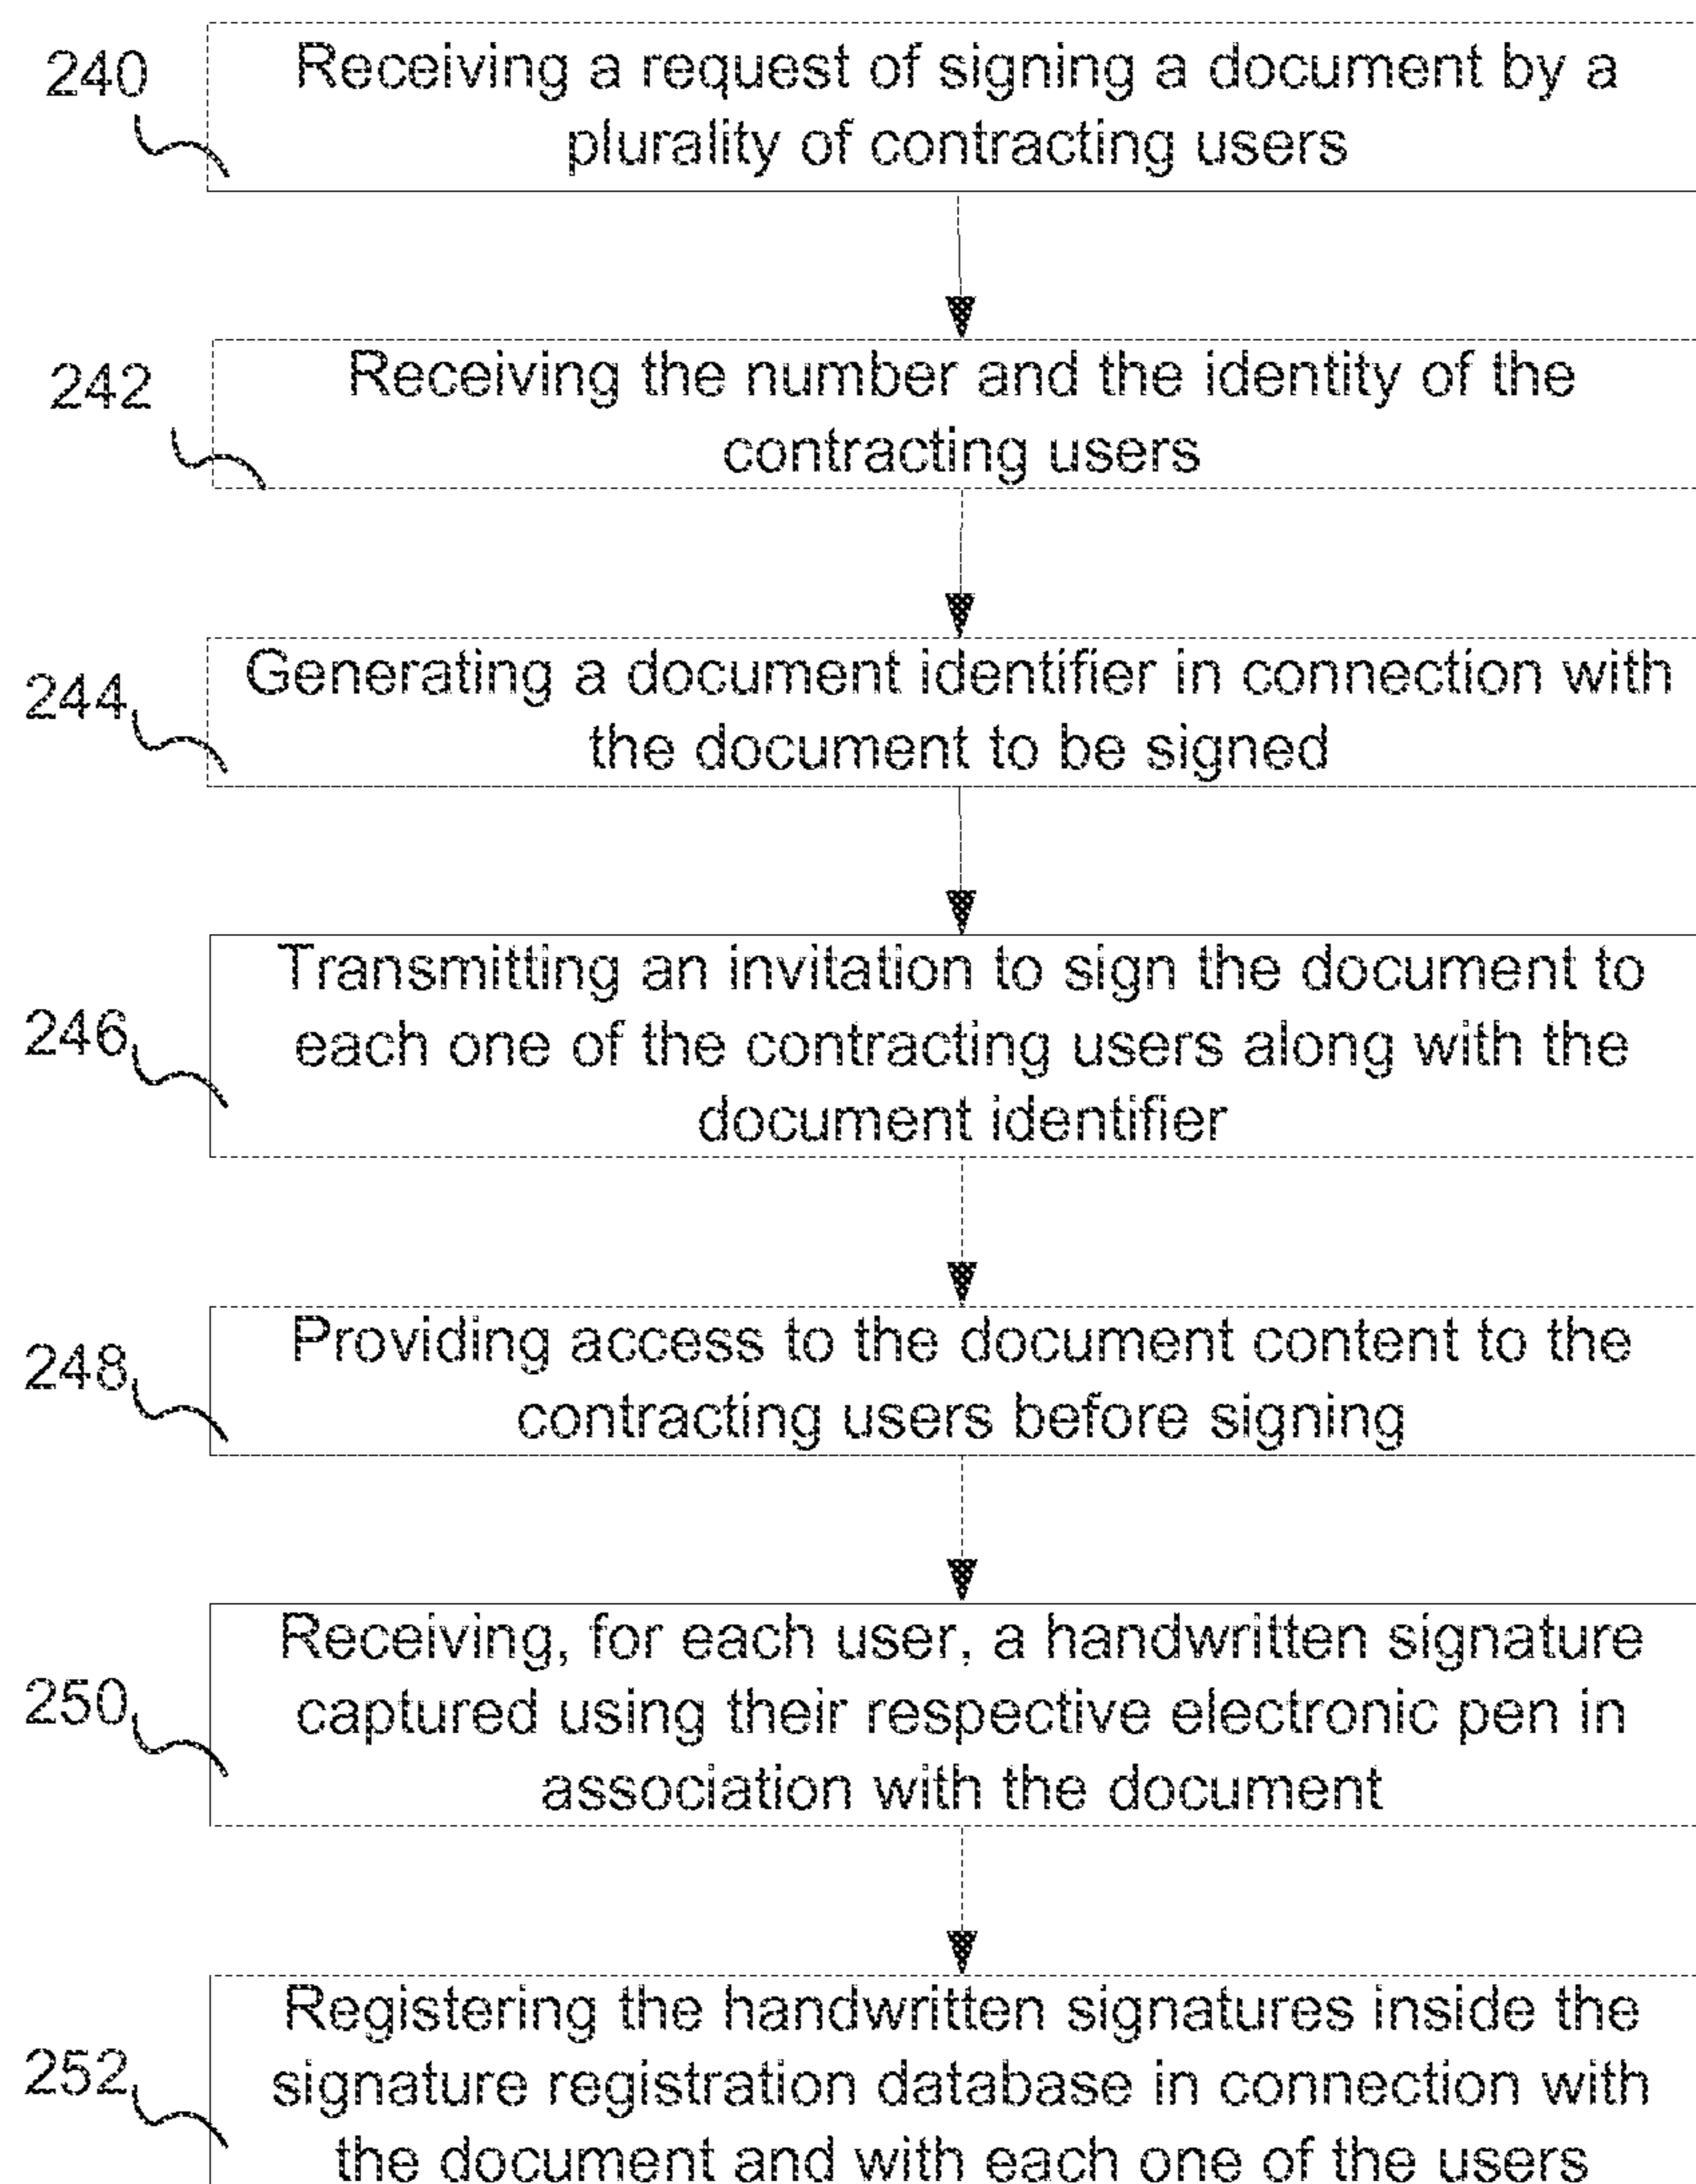 240
Receiving a request of signing a document by a
plurality of contracting users
242
Receiving the number and the identity of the
contracting users
244
Generating a document identifier in connection with
the document to be signed
246
Transmitting an invitation to sign the document to
each one of the contracting users along with the
document identifier
248
Providing access to the document content to the
contracting users before signing
250
Receiving, for each user, a handwritten signature
captured using their respective electronic pen in
association with the document
252
Registering the handwritten signatures inside the
signature registration database in connection with
the document and with each one of the users